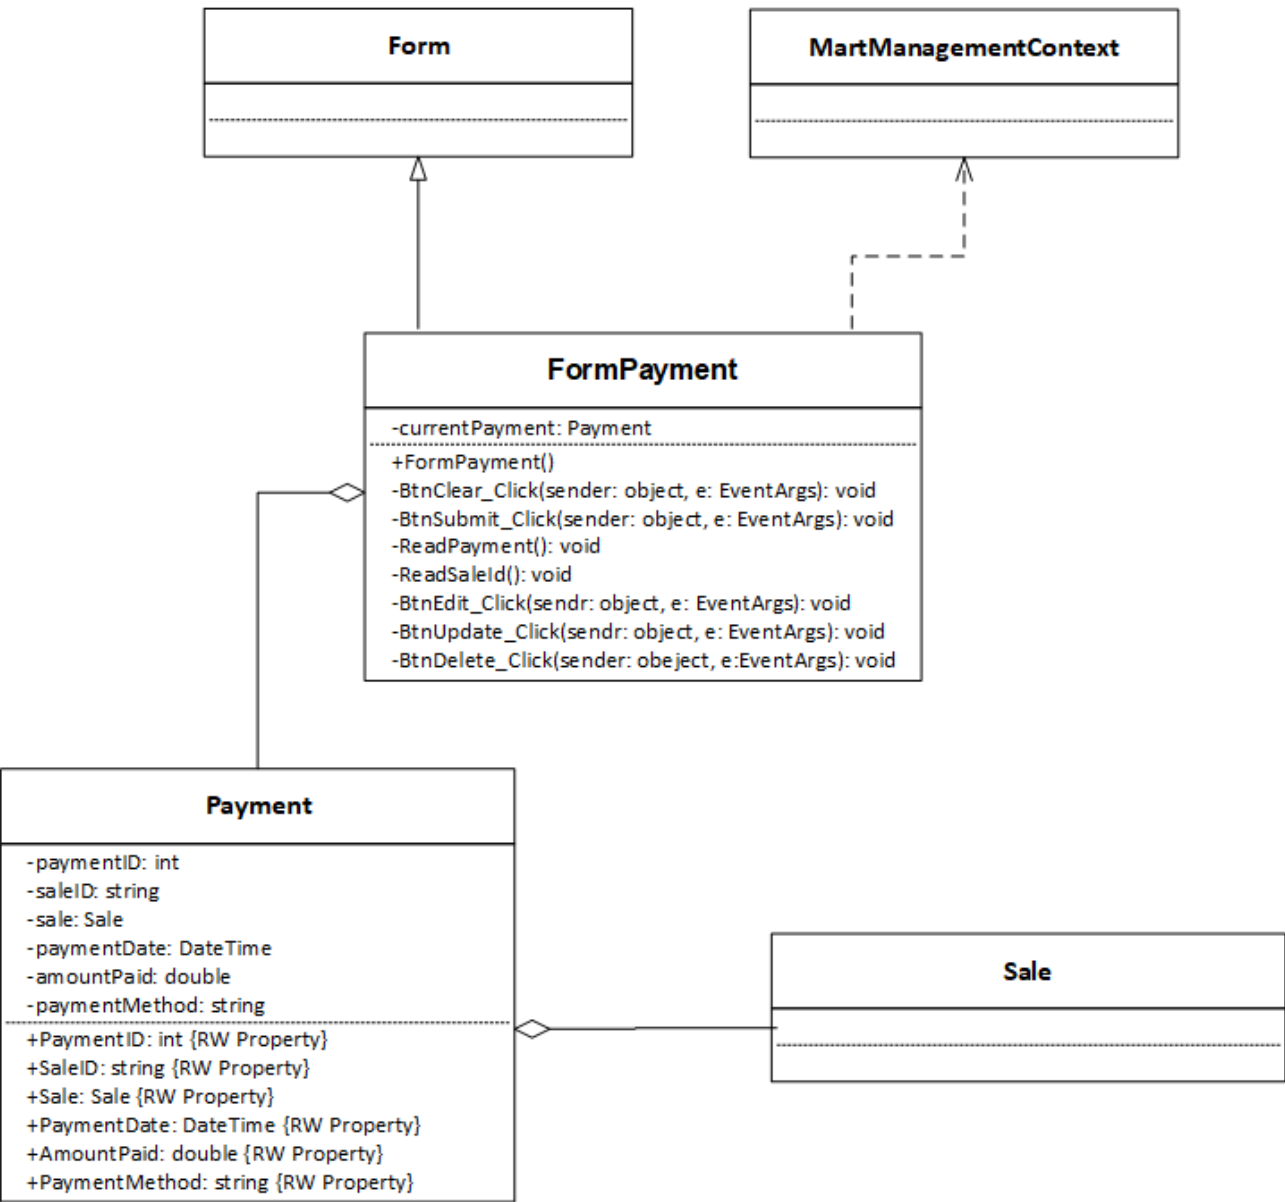 Form
MartManagementContext
FormPayment
-currentPayment: Payment
+FormPayment()
-BtnClear_Click(sender: object, e: EventArgs): void
-BtnSubmit_Click(sender: object, e: EventArgs): void
-ReadPayment(): void
-ReadSaleId(): void
-BtnEdit_Click(sendr: object, e: EventArgs): void
-BtnUpdate_Click(sendr: object, e: EventArgs): void
-BtnDelete_Click(sender: obeject, e:EventArgs): void
Payment
-paymentID: int
-saleID: string
-sale: Sale
-paymentDate: DateTime
-amountPaid: double
-paymentMethod: string
+PaymentID: int {RW Property}
+SaleID: string {RW Property}
+Sale: Sale {RW Property}
+PaymentDate: DateTime {RW Property}
+AmountPaid: double {RW Property}
+PaymentMethod: string {RW Property}
Sale